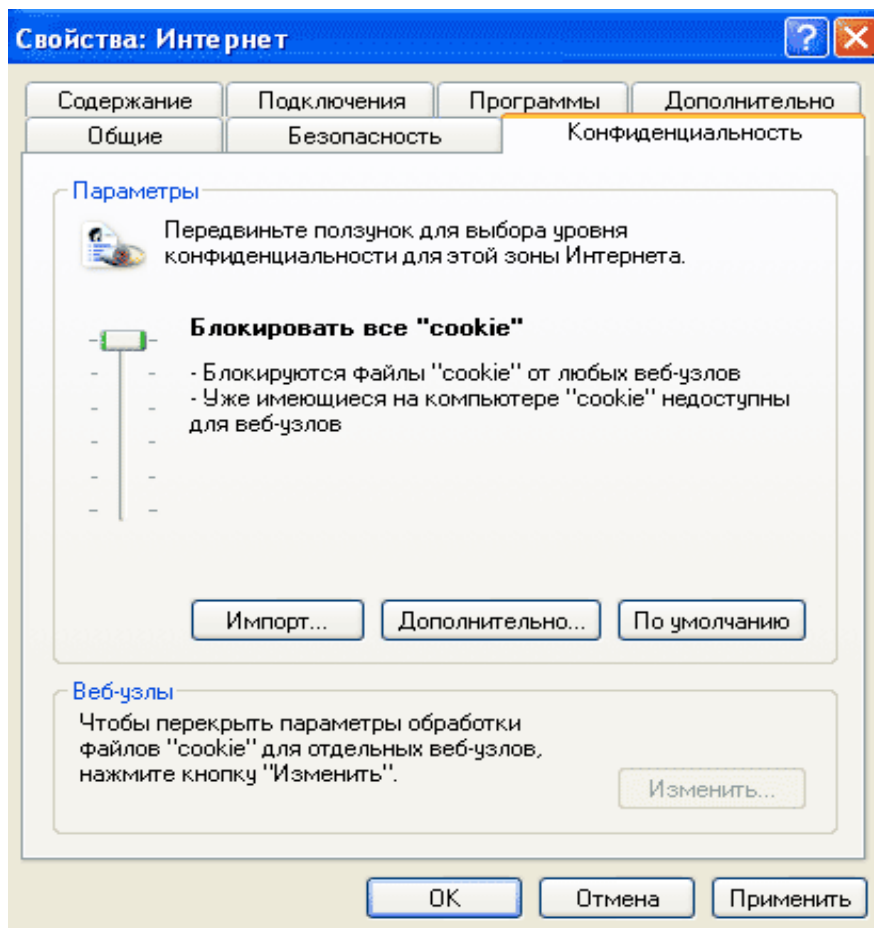 Свойства: Интернет
Содержание Подключения Программы Дополнительно
Общие Безопасность Конфиденциальность
Параметры
Передвиньте ползунок для выбора уровня
конфиденциальности для этой зоны Интернета.
Блокировать все "cookie"
- Блокируются файлы "cookie" от любых веб-узлов
- Уже имеющиеся на компьютере "cookie" недоступны
для веб-узлов
Импорт... Дополнительно... По умолчанию
Веб-узлы
Чтобы перекрыть параметры обработки
файлов "cookie" для отдельных веб-узлов,
нажмите кнопку "Изменить".
Изменить...
OK Отмена Применить